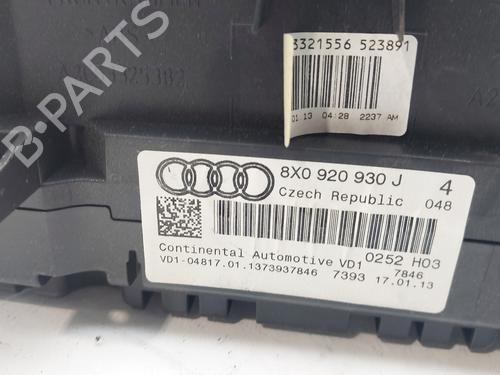 3321556 523891
01 13 04:28 2237 AM
8X0 920 930 J 4
Czech Republic 048
0252 H03
Continental Automotive VD1 7846
VD1-04817.01.1373937846 7393 17.01.13